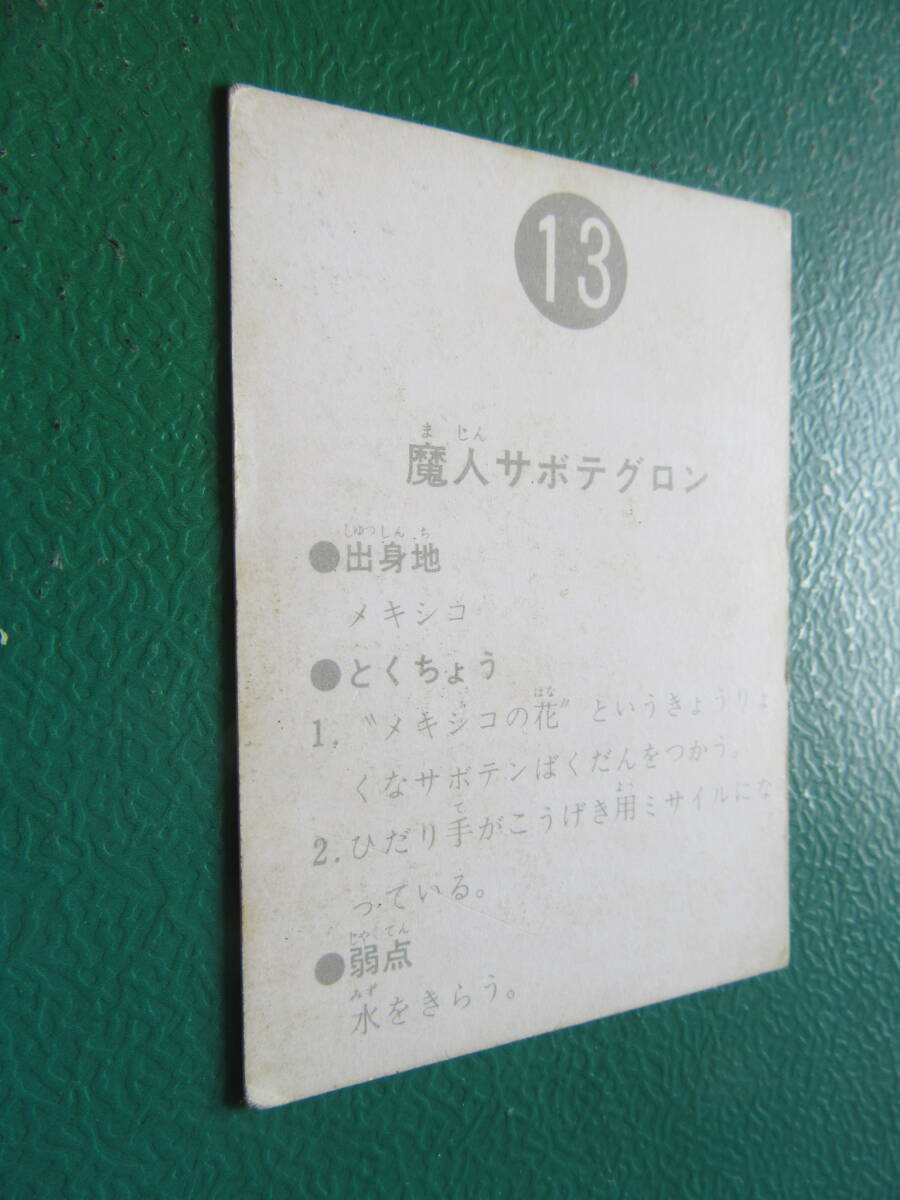 13
ま じん
魔人サボテグロン
しゅつしん ち
●出身地
メキシコ
●とくちょう
はな
1.〝メキシコの花〟というきょうりょ
くなサボテンばくだんをつかう。
て よう
2. ひだり手がこうげき用ミサイルにな
っている。
じゃくてん
●弱点
みず
水をきらう。